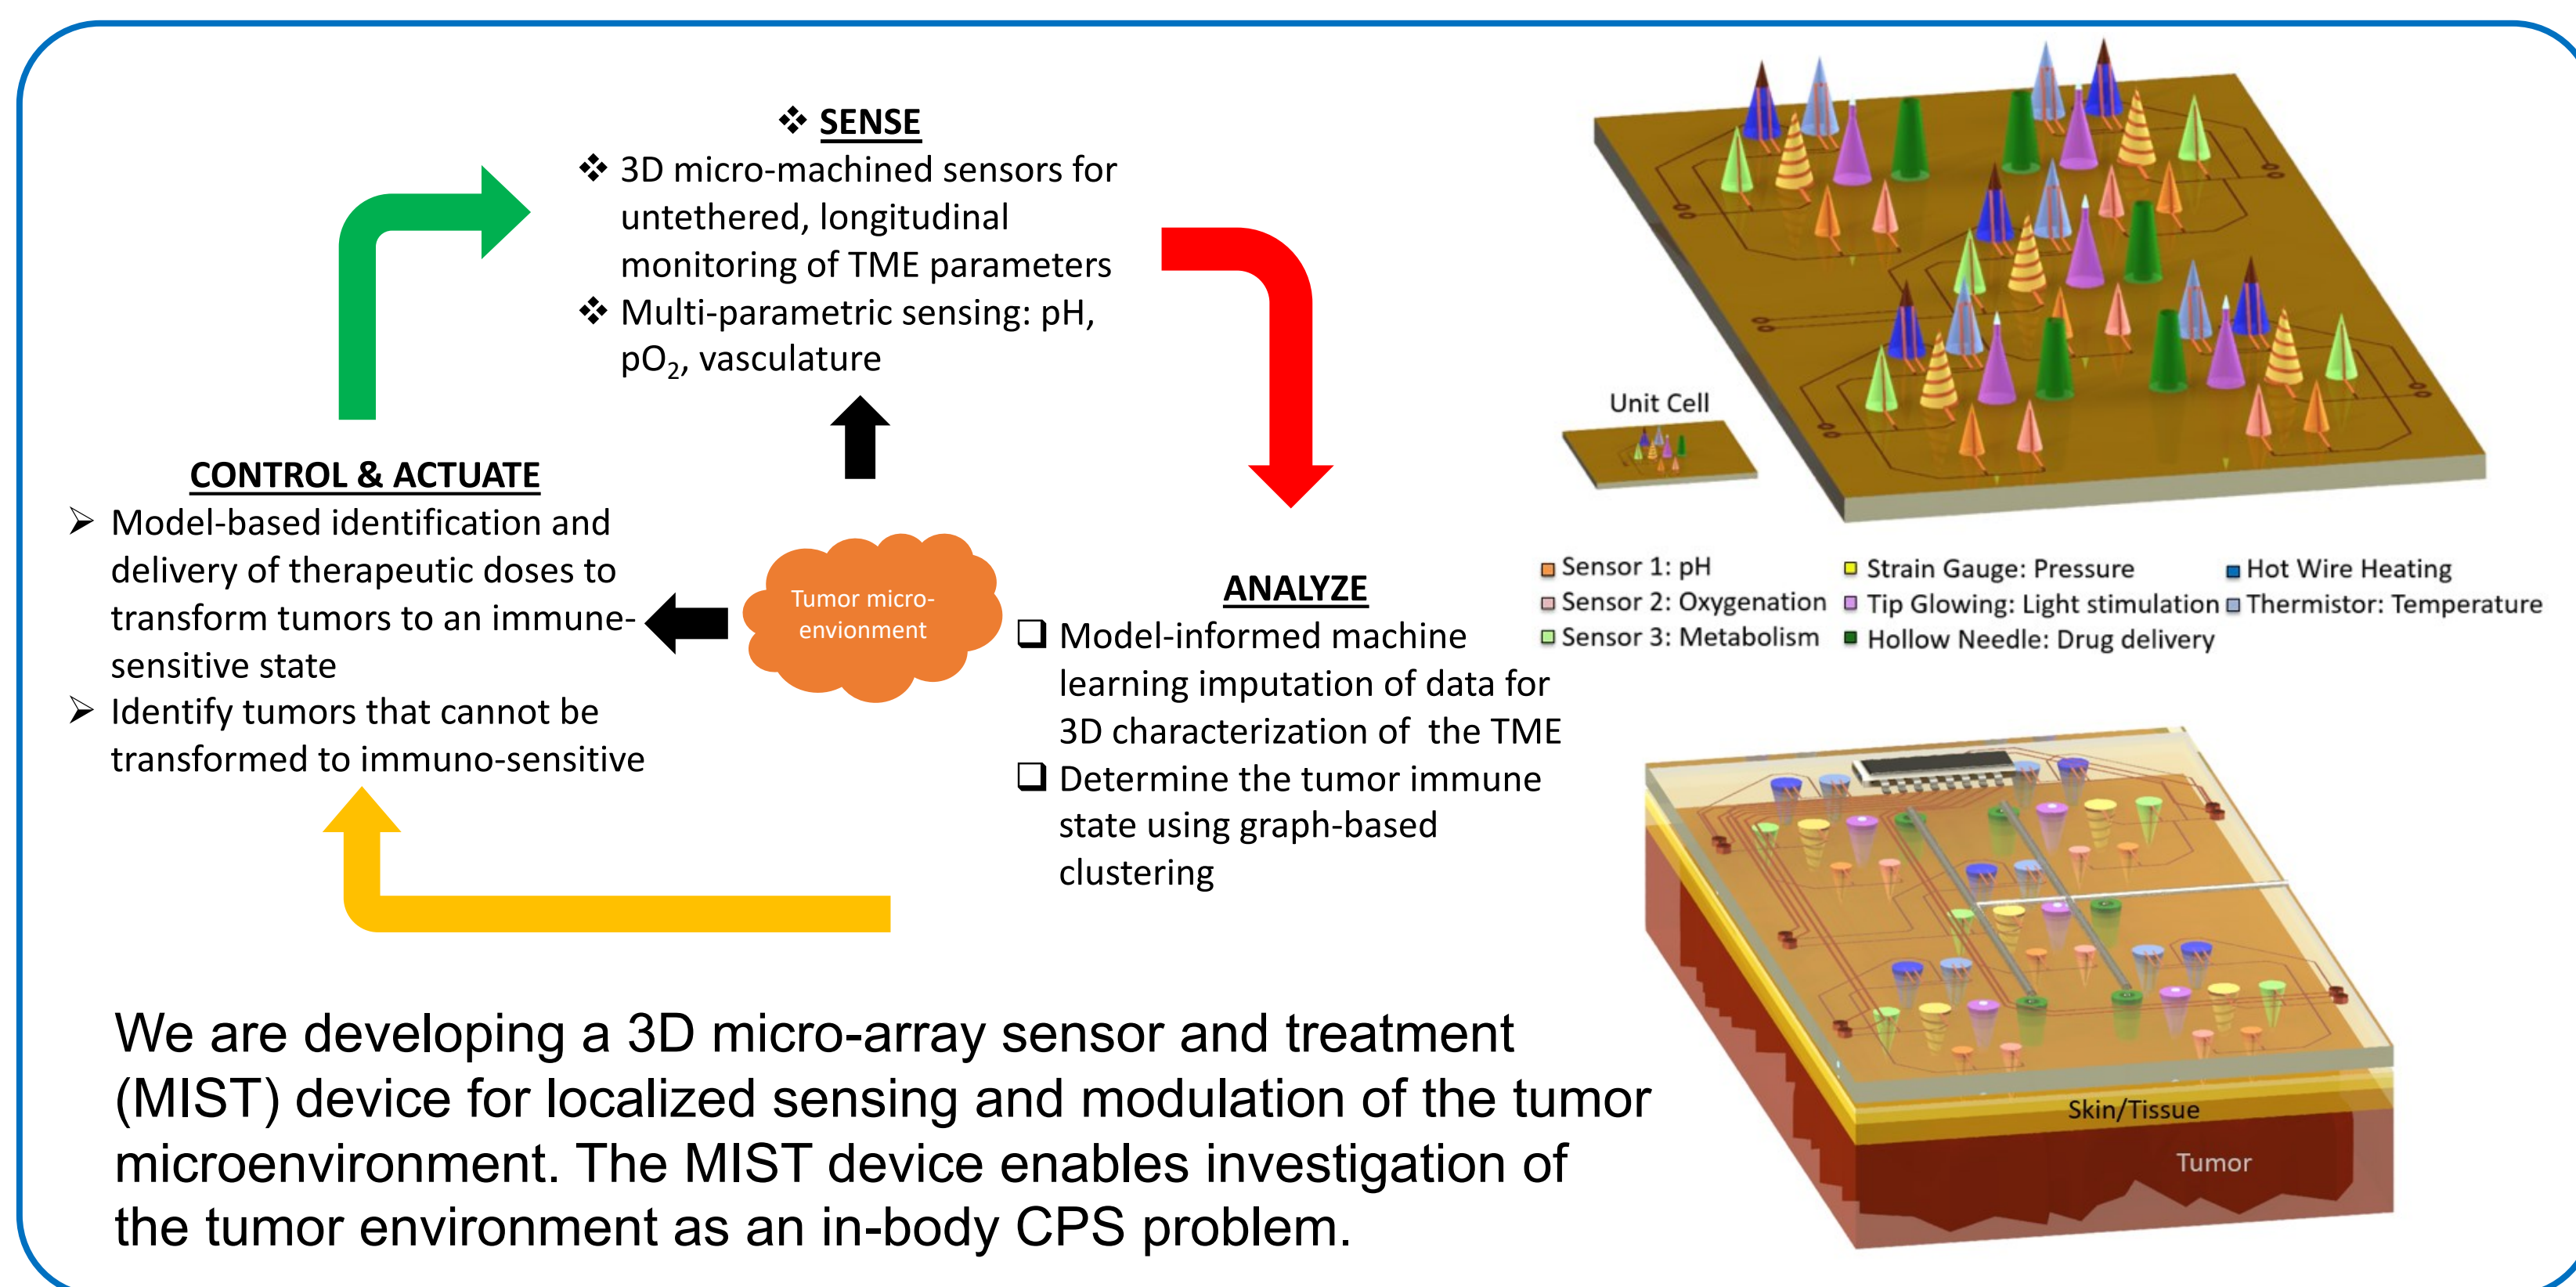 ❖ SENSE
❖ 3D micro-machined sensors for
untethered, longitudinal
monitoring of TME parameters
❖ Multi-parametric sensing: pH,
pO₂, vasculature
CONTROL & ACTUATE
➢ Model-based identification and
delivery of therapeutic doses to
transform tumors to an immune-
sensitive state
➢ Identify tumors that cannot be
transformed to immuno-sensitive
Tumor micro-
envionment
ANALYZE
❑ Model-informed machine
learning imputation of data for
3D characterization of the TME
❑ Determine the tumor immune
state using graph-based
clustering
Unit Cell
Sensor 1: pH
Sensor 2: Oxygenation
Sensor 3: Metabolism
Strain Gauge: Pressure
Tip Glowing: Light stimulation
Hollow Needle: Drug delivery
Hot Wire Heating
Thermistor: Temperature
Skin/Tissue
Tumor
We are developing a 3D micro-array sensor and treatment
(MIST) device for localized sensing and modulation of the tumor
microenvironment. The MIST device enables investigation of
the tumor environment as an in-body CPS problem.